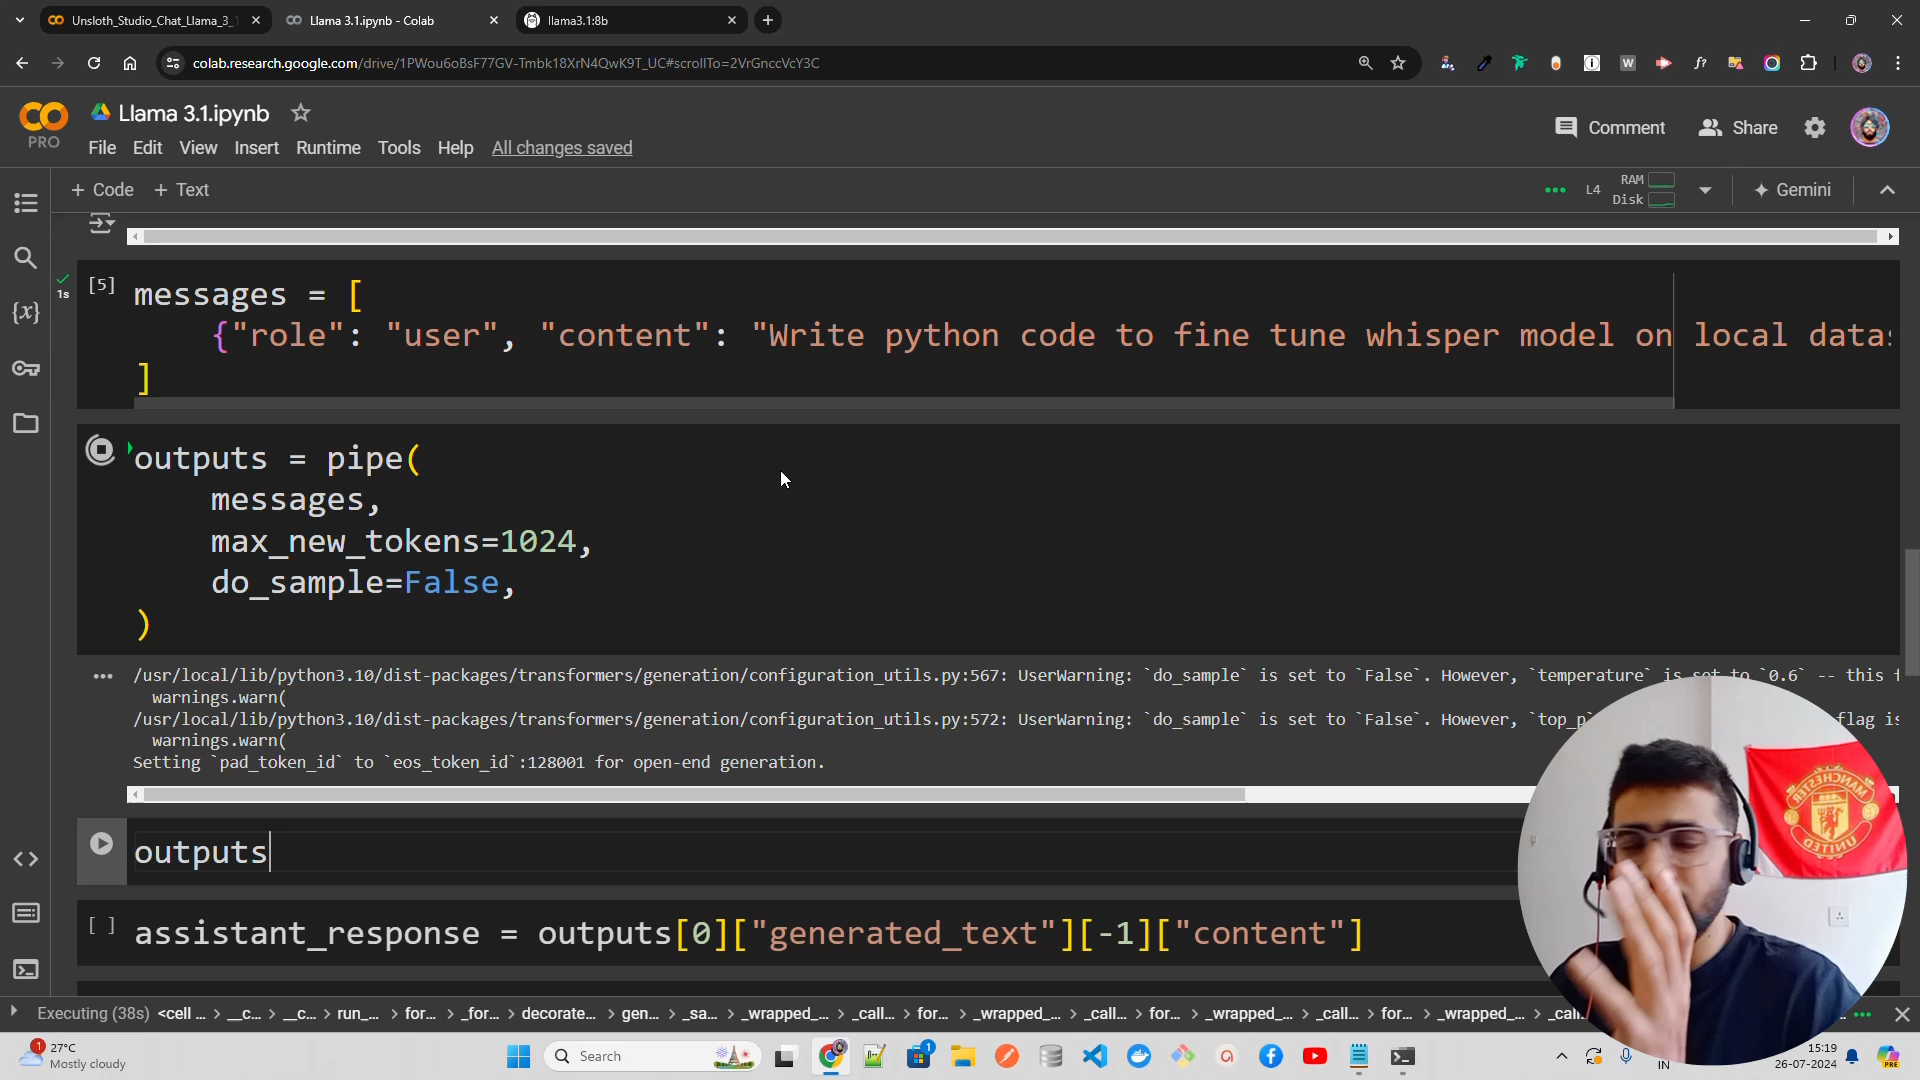 Unsloth_Studio_Chat_Llama_3_
Llama 3.1.ipynb - Colab
llama3.1:8b
colab.research.google.com/drive/1PWou6oBsF77GV-Tmbk18XrN4QwK9T_UC#scrollTo=2VrGnccVcY3C
Llama 3.1.ipynb
PRO
File Edit View Insert Runtime Tools Help All changes saved
Comment
Share
+ Code + Text
L4
RAM
Disk
Gemini
[5]
1s
messages = [
{"role": "user", "content": "Write python code to fine tune whisper model on local datas
]
outputs = pipe(
messages,
max_new_tokens=1024,
do_sample=False,
)
/usr/local/lib/python3.10/dist-packages/transformers/generation/configuration_utils.py:567: UserWarning: `do_sample` is set to `False`. However, `temperature` is set to `0.6` -- this f
warnings.warn(
/usr/local/lib/python3.10/dist-packages/transformers/generation/configuration_utils.py:572: UserWarning: `do_sample` is set to `False`. However, `top_p flag is
warnings.warn(
Setting `pad_token_id` to `eos_token_id`:128001 for open-end generation.
outputs
[ ] assistant_response = outputs[0]["generated_text"][-1]["content"]
MANCHESTER
UNITED
Executing (38s) <cell ... > __c... > __c... > run_... > for... > _for... > decorate... > gen... > _sa... > _wrapped_... > _call... > for... > _wrapped_... > _call... > for... > _wrapped_... > _call... > for... > _wrapped_... > _call
1
27°C
Mostly cloudy
Search
1
IN
15:19
26-07-2024